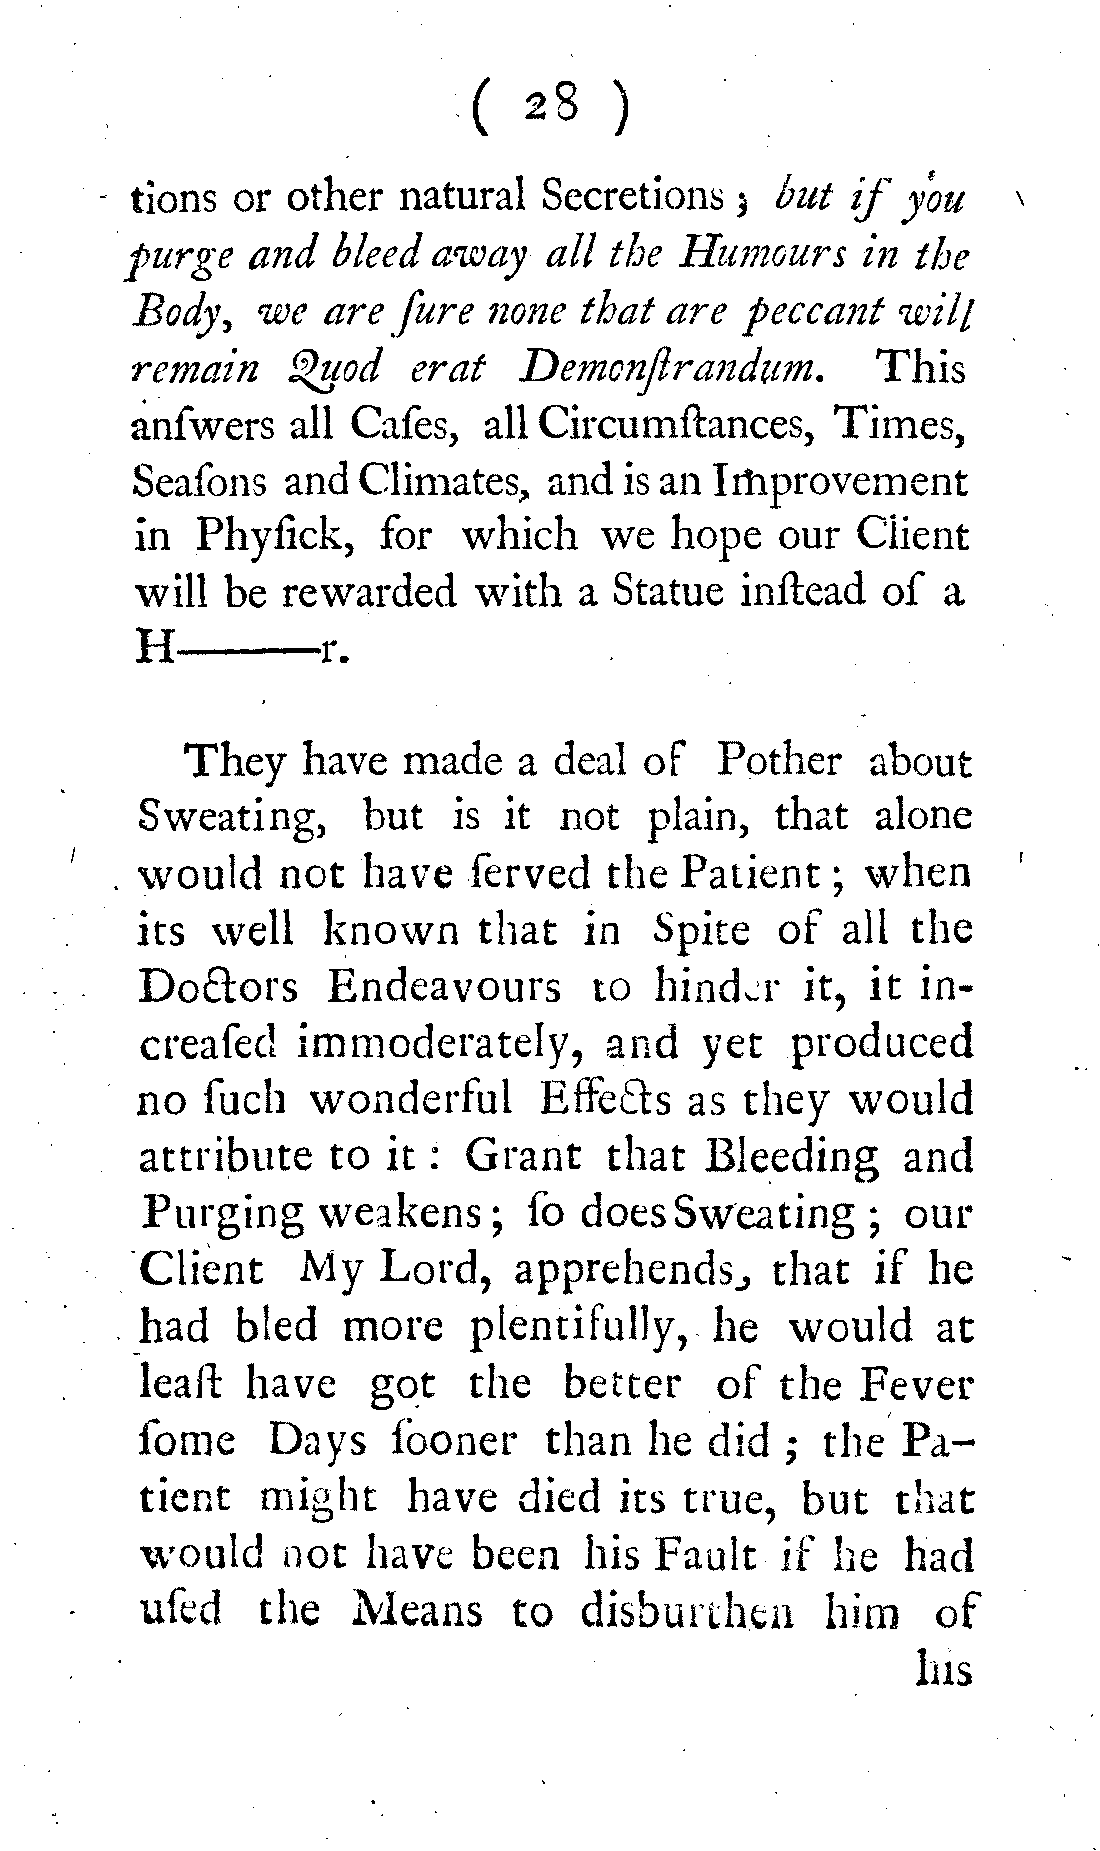 ( 28 )
tions or other natural Secretions; but if you
purge and bleed away all the Humours in the
Body, we are ſure none that are peccant will
remain Quod erat Demonſtrandum. This
anſwers all Caſes, all Circumſtances, Times,
Seaſons and Climates, and is an Improvement
in Phyſick, for which we hope our Client
will be rewarded with a Statue inſtead of a
H———r.
They have made a deal of Pother about
Sweating, but is it not plain, that alone
would not have ſerved the Patient; when
its well known that in Spite of all the
Doctors Endeavours to hinder it, it in-
creaſed immoderately, and yet produced
no ſuch wonderful Effects as they would
attribute to it: Grant that Bleeding and
Purging weakens; ſo does Sweating; our
Client My Lord, apprehends, that if he
had bled more plentifully, he would at
leaſt have got the better of the Fever
ſome Days ſooner than he did; the Pa-
tient might have died its true, but that
would not have been his Fault if he had
uſed the Means to disburthen him of
his